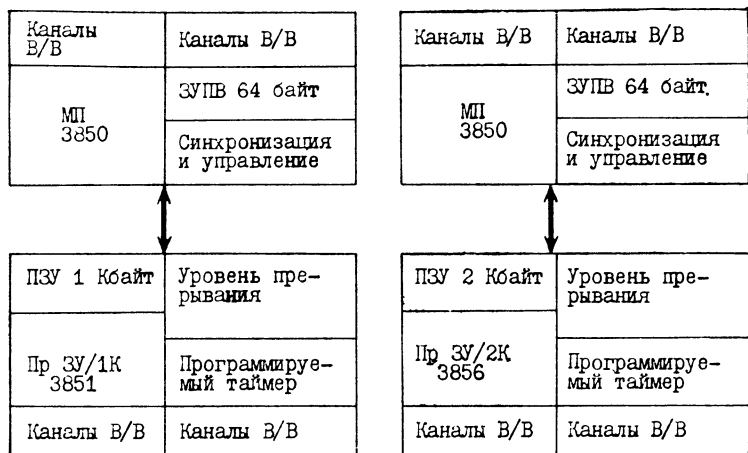 Каналы
В/В
Каналы В/В
МП
3850
ЗУПВ 64 байт
Синхронизация
и управление
Каналы В/В
Каналы В/В
МП
3850
ЗУПВ 64 байт.
Синхронизация
и управление
ПЗУ 1 Кбайт
Уровень пре-
рывания
Пр ЗУ/1К
3851
Программируе-
мый таймер
Каналы В/В
Каналы В/В
ПЗУ 2 Кбайт
Уровень пре-
рывания
Пр ЗУ/2К
3856
Программируе-
мый таймер
Каналы В/В
Каналы В/В